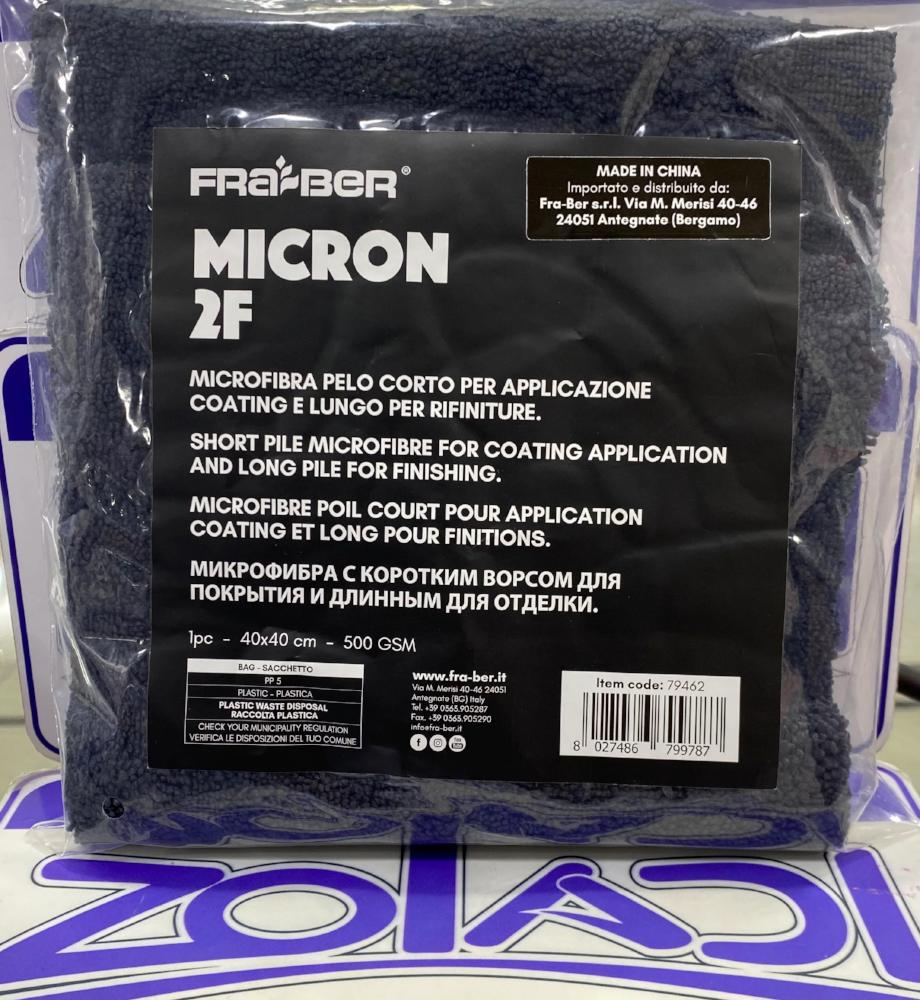 FRA-BER®
MADE IN CHINA
Importato e distribuito da:
Fra-Ber s.r.l. Via M. Merisi 40-46
24051 Antegnate (Bergamo)
MICRON
2F
MICROFIBRA PELO CORTO PER APPLICAZIONE
COATING E LUNGO PER RIFINITURE.
SHORT PILE MICROFIBRE FOR COATING APPLICATION
AND LONG PILE FOR FINISHING.
MICROFIBRE POIL COURT POUR APPLICATION
COATING ET LONG POUR FINITIONS.
МИКРОФИБРА С КОРОТКИМ ВОРСОМ ДЛЯ
ПОКРЫТИЯ И ДЛИННЫМ ДЛЯ ОТДЕЛКИ.
1pc - 40x40 cm - 500 GSM
BAG - SACCHETTO
PP 5
PLASTIC - PLASTICA
PLASTIC WASTE DISPOSAL
RACCOLTA PLASTICA
CHECK YOUR MUNICIPALITY REGULATION
VERIFICA LE DISPOSIZIONI DEL TUO COMUNE
www.fra-ber.it
Via M. Merisi 40-46 24051
Antegnate (BG) Italy
Tel. +39 0363.905287
Fax. +39 0363.905290
info@fra-ber.it
Item code: 79462
8 027486 799787